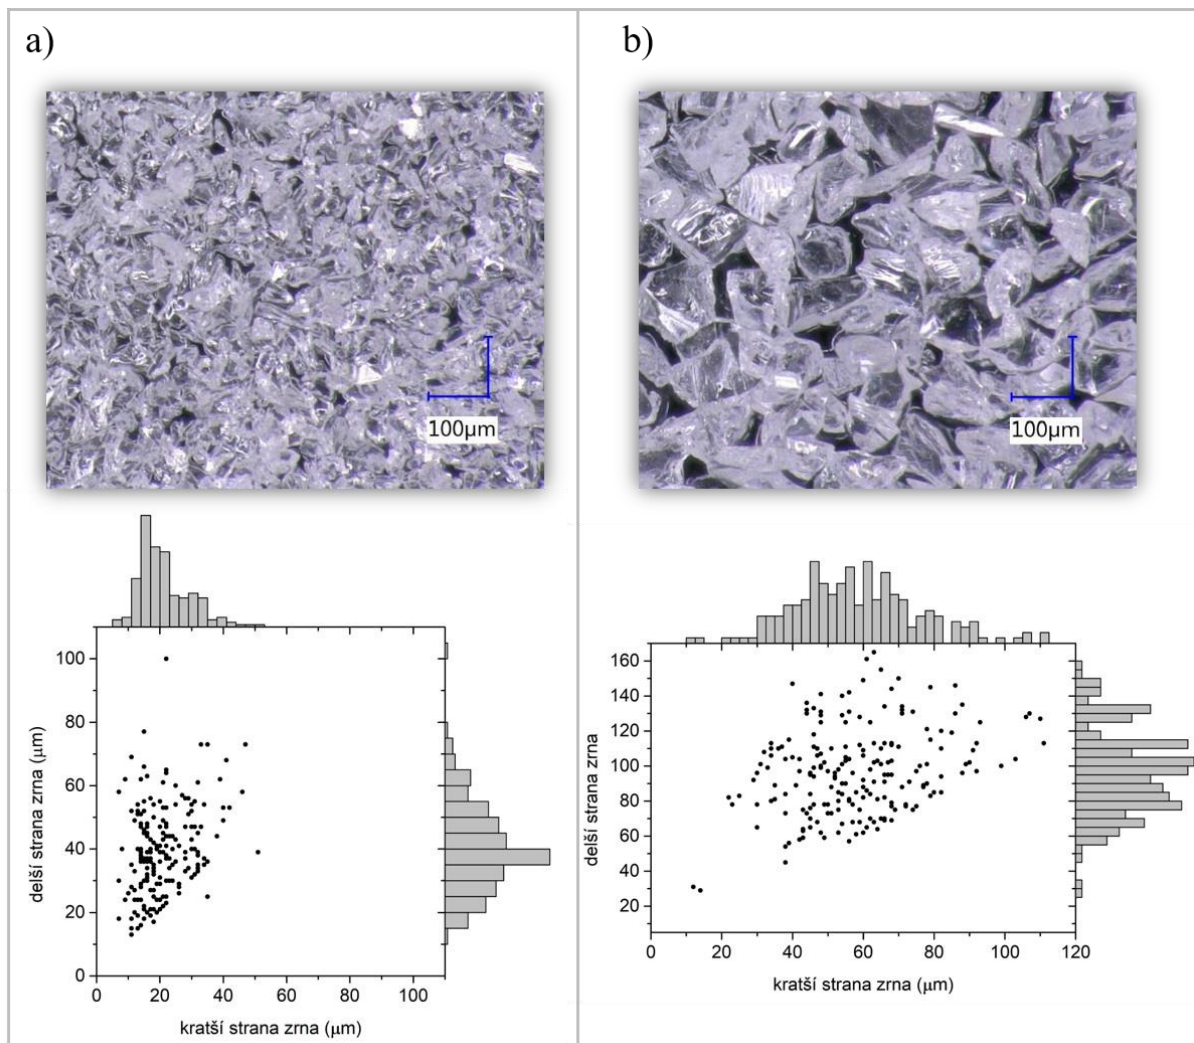 a)
b)
100µm
100µm
100
80
60
40
20
0
delší strana zrna (µm)
0 20 40 60 80 100
kratší strana zrna (µm)
160
140
120
100
80
60
40
20
delší strana zrna
0 20 40 60 80 100 120
kratší strana zrna (µm)